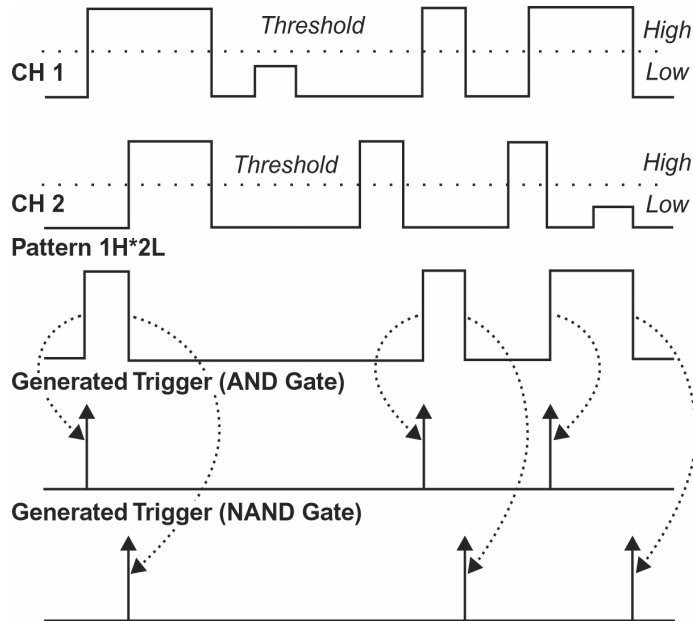 Threshold
High
CH 1
Low
Threshold
High
CH 2
Low
Pattern 1H*2L
Generated Trigger (AND Gate)
Generated Trigger (NAND Gate)